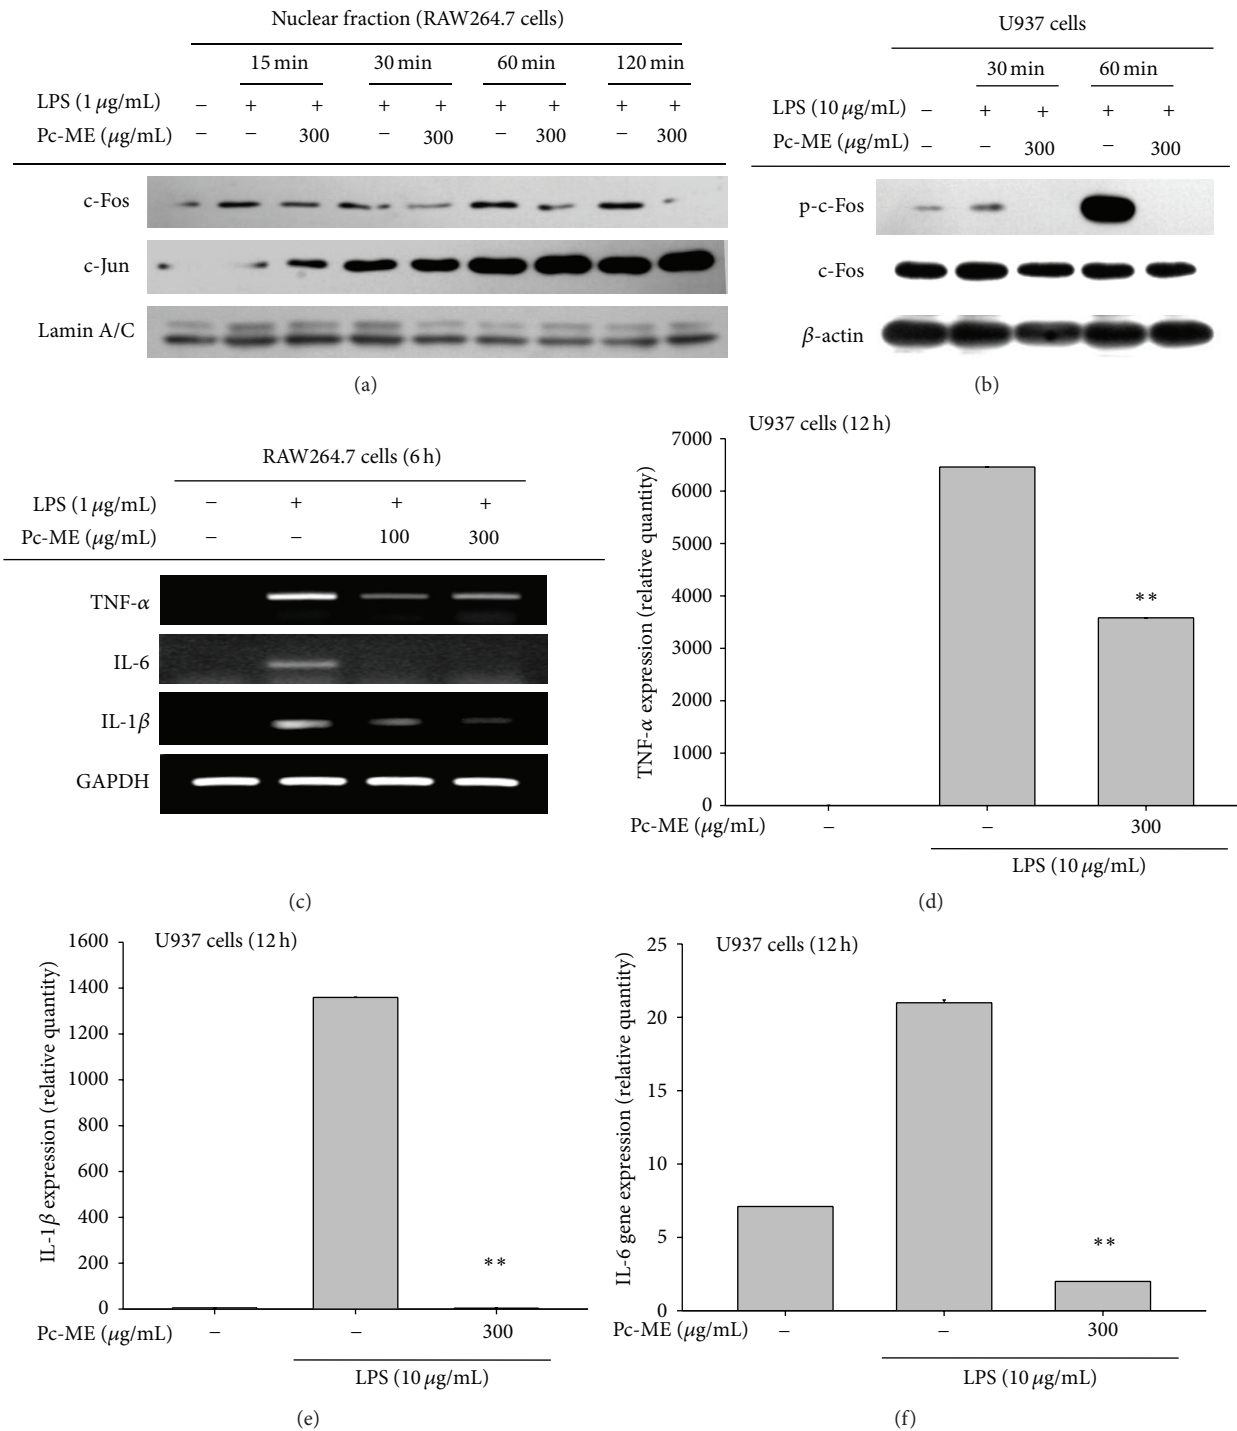 Nuclear fraction (RAW264.7 cells)
15 min 30 min 60 min 120 min
LPS (1 μg/mL) − + + + + + + + +
Pc-ME (μg/mL) − − 300 − 300 − 300 − 300
c-Fos
c-Jun
Lamin A/C
(a)
U937 cells
30 min 60 min
LPS (10 μg/mL) − + + + +
Pc-ME (μg/mL) − − 300 − 300
p-c-Fos
c-Fos
β-actin
(b)
RAW264.7 cells (6 h)
LPS (1 μg/mL) − + + +
Pc-ME (μg/mL) − − 100 300
TNF-α
IL-6
IL-1β
GAPDH
(c)
U937 cells (12 h)
TNF-α expression (relative quantity)
7000
6000
5000
4000
3000
2000
1000
0
**
Pc-ME (μg/mL) − − 300
LPS (10 μg/mL)
(d)
U937 cells (12 h)
IL-1β expression (relative quantity)
1600
1400
1200
1000
800
600
400
200
0
**
Pc-ME (μg/mL) − − 300
LPS (10 μg/mL)
(e)
U937 cells (12 h)
IL-6 gene expression (relative quantity)
25
20
15
10
5
0
**
Pc-ME (μg/mL) − − 300
LPS (10 μg/mL)
(f)